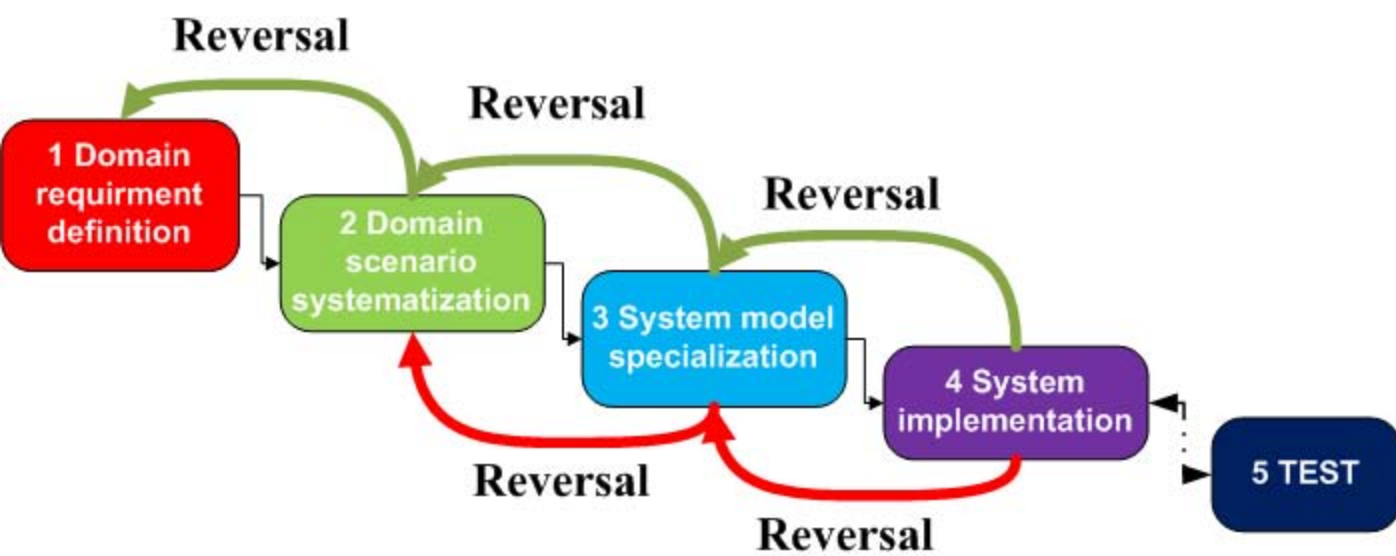 Reversal
Reversal
Reversal
1 Domain
requirment
definition
2 Domain
scenario
systematization
3 System model
specialization
4 System
implementation
5 TEST
Reversal
Reversal